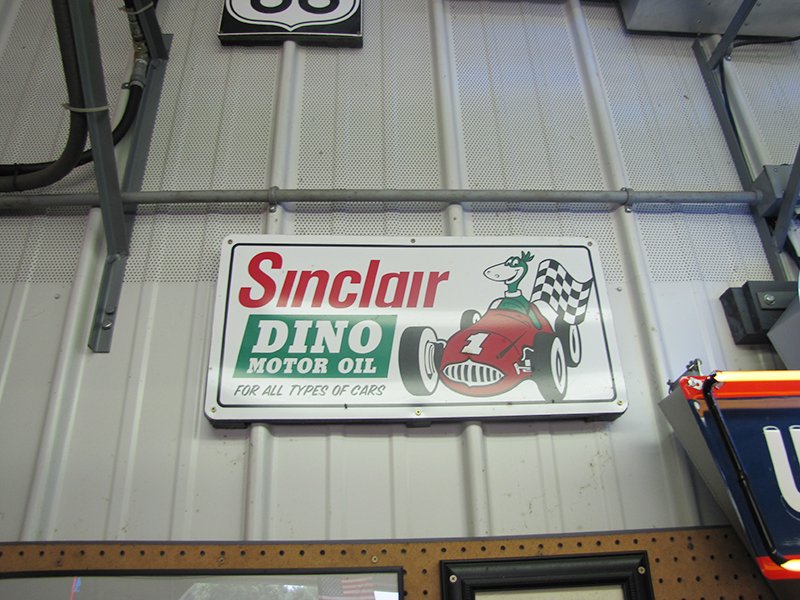 Sinclair
DINO
MOTOR OIL
FOR ALL TYPES OF CARS
1